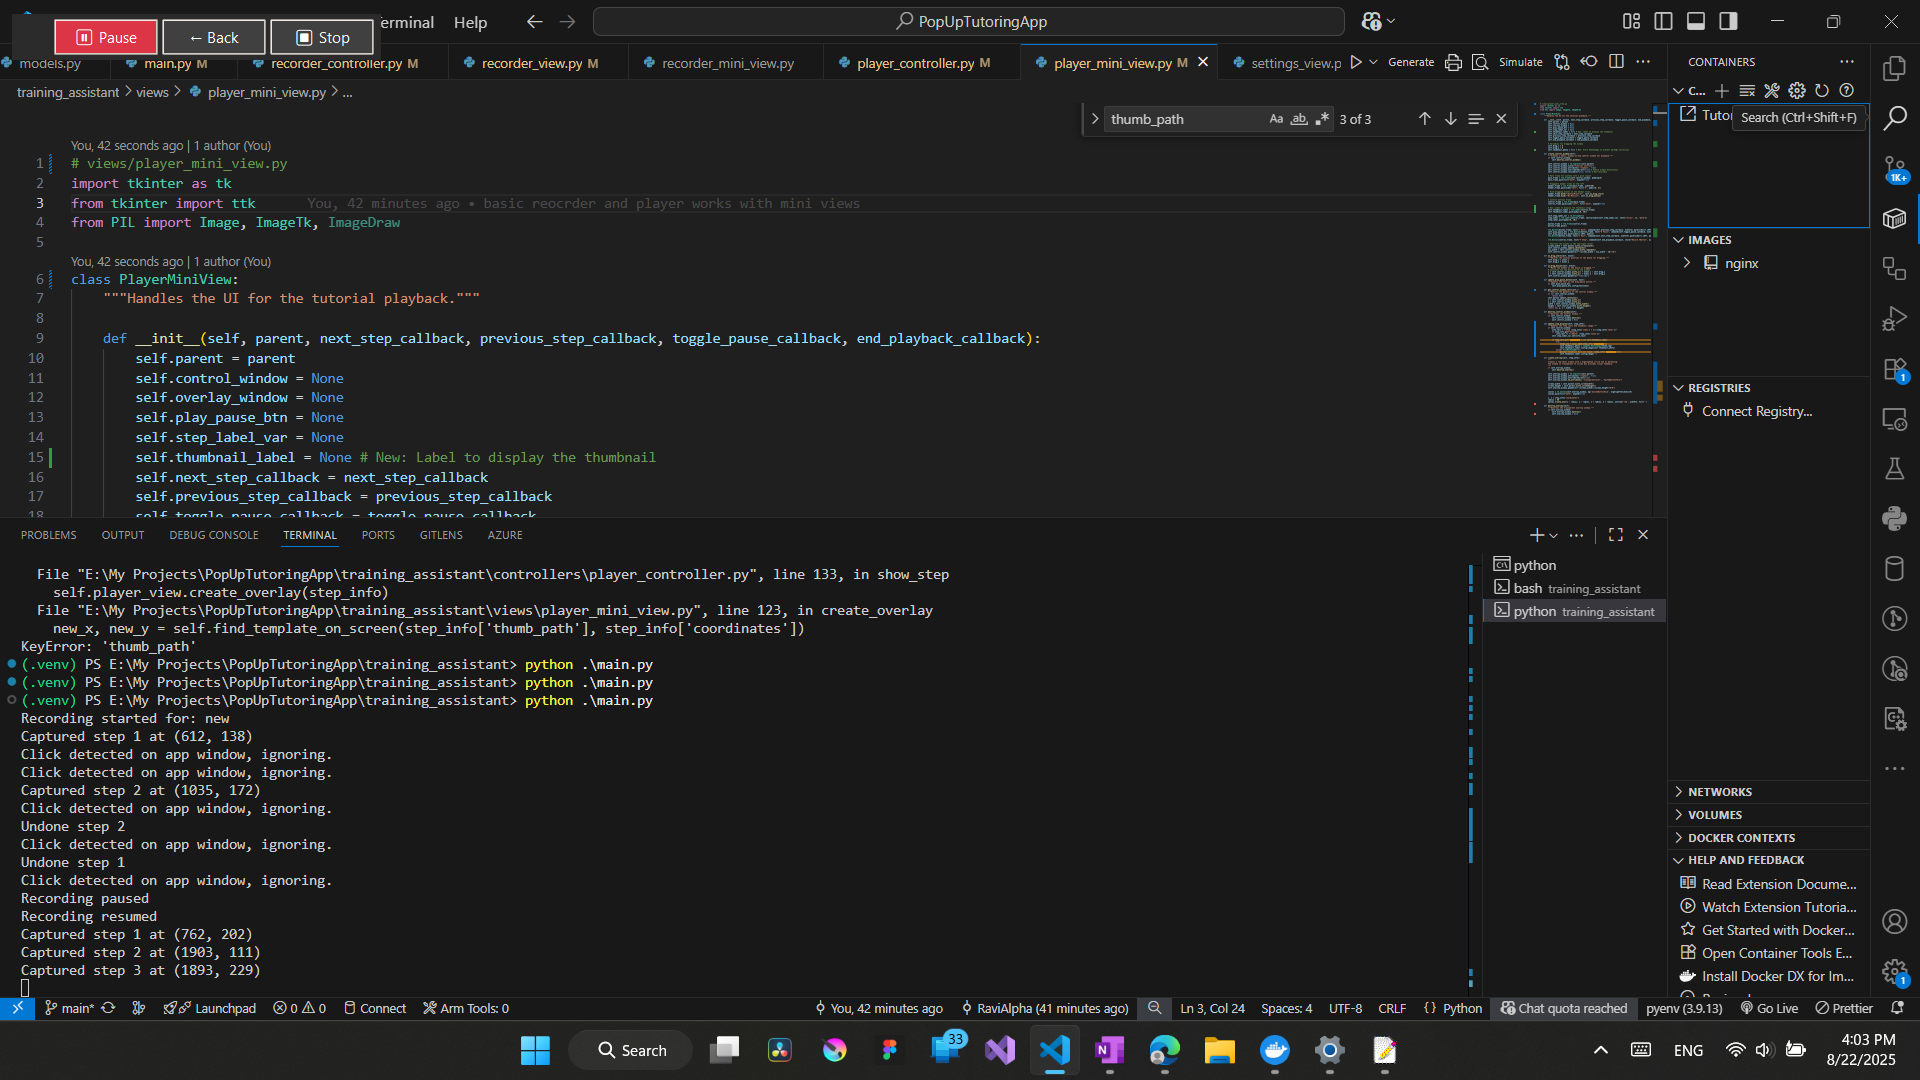 Pause
← Back
Stop
Terminal
Help
PopUpTutoringApp
models.py
main.py M
recorder_controller.py M
recorder_view.py M
recorder_mini_view.py
player_controller.py M
player_mini_view.py M
settings_view.p
Generate
Simulate
CONTAINERS
training_assistant > views > player_mini_view.py > ...
C...
thumb_path
Aa
ab
3 of 3
Tutor
Search (Ctrl+Shift+F)
You, 42 seconds ago | 1 author (You)
1 # views/player_mini_view.py
2 import tkinter as tk
3 from tkinter import ttk You, 42 minutes ago • basic reocrder and player works with mini views
4 from PIL import Image, ImageTk, ImageDraw
5
You, 42 seconds ago | 1 author (You)
6 class PlayerMiniView:
7 """Handles the UI for the tutorial playback."""
8
9 def __init__(self, parent, next_step_callback, previous_step_callback, toggle_pause_callback, end_playback_callback):
10 self.parent = parent
11 self.control_window = None
12 self.overlay_window = None
13 self.play_pause_btn = None
14 self.step_label_var = None
15 self.thumbnail_label = None # New: Label to display the thumbnail
16 self.next_step_callback = next_step_callback
17 self.previous_step_callback = previous_step_callback
18 self.toggle_pause_callback = toggle_pause_callback
1K+
IMAGES
nginx
1
REGISTRIES
Connect Registry...
PROBLEMS
OUTPUT
DEBUG CONSOLE
TERMINAL
PORTS
GITLENS
AZURE
python
bash training_assistant
python training_assistant
File "E:\My Projects\PopUpTutoringApp\training_assistant\controllers\player_controller.py", line 133, in show_step
self.player_view.create_overlay(step_info)
File "E:\My Projects\PopUpTutoringApp\training_assistant\views\player_mini_view.py", line 123, in create_overlay
new_x, new_y = self.find_template_on_screen(step_info['thumb_path'], step_info['coordinates'])
KeyError: 'thumb_path'
(.venv) PS E:\My Projects\PopUpTutoringApp\training_assistant> python .\main.py
(.venv) PS E:\My Projects\PopUpTutoringApp\training_assistant> python .\main.py
(.venv) PS E:\My Projects\PopUpTutoringApp\training_assistant> python .\main.py
Recording started for: new
Captured step 1 at (612, 138)
Click detected on app window, ignoring.
Click detected on app window, ignoring.
Captured step 2 at (1035, 172)
Click detected on app window, ignoring.
Undone step 2
Click detected on app window, ignoring.
Undone step 1
Click detected on app window, ignoring.
Recording paused
Recording resumed
Captured step 1 at (762, 202)
Captured step 2 at (1903, 111)
Captured step 3 at (1893, 229)
NETWORKS
VOLUMES
DOCKER CONTEXTS
HELP AND FEEDBACK
Read Extension Docume...
Watch Extension Tutoria...
Get Started with Docker...
Open Container Tools E...
Install Docker DX for Im...
1
main*
Launchpad
0
0
Connect
Arm Tools: 0
You, 42 minutes ago
RaviAlpha (41 minutes ago)
Ln 3, Col 24
Spaces: 4
UTF-8
CRLF
{} Python
Chat quota reached
pyenv (3.9.13)
Go Live
Prettier
Search
33
ENG
4:03 PM
8/22/2025